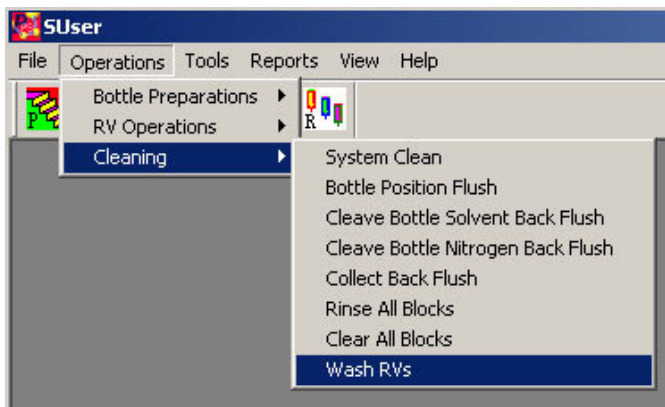 SUser
File Operations Tools Reports View Help
P R
Bottle Preparations
RV Operations
Cleaning
System Clean
Bottle Position Flush
Cleave Bottle Solvent Back Flush
Cleave Bottle Nitrogen Back Flush
Collect Back Flush
Rinse All Blocks
Clear All Blocks
Wash RVs